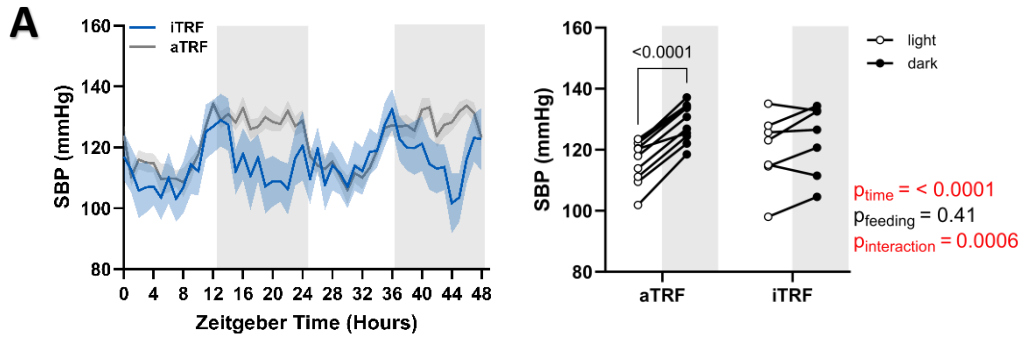 A
iTRF
aTRF
SBP (mmHg)
160
140
120
100
80
0 4 8 12 16 20 24 28 32 36 40 44 48
Zeitgeber Time (Hours)
SBP (mmHg)
160
140
120
100
80
<0.0001
aTRF iTRF
light
dark
ptime = < 0.0001
pfeeding = 0.41
pinteraction = 0.0006